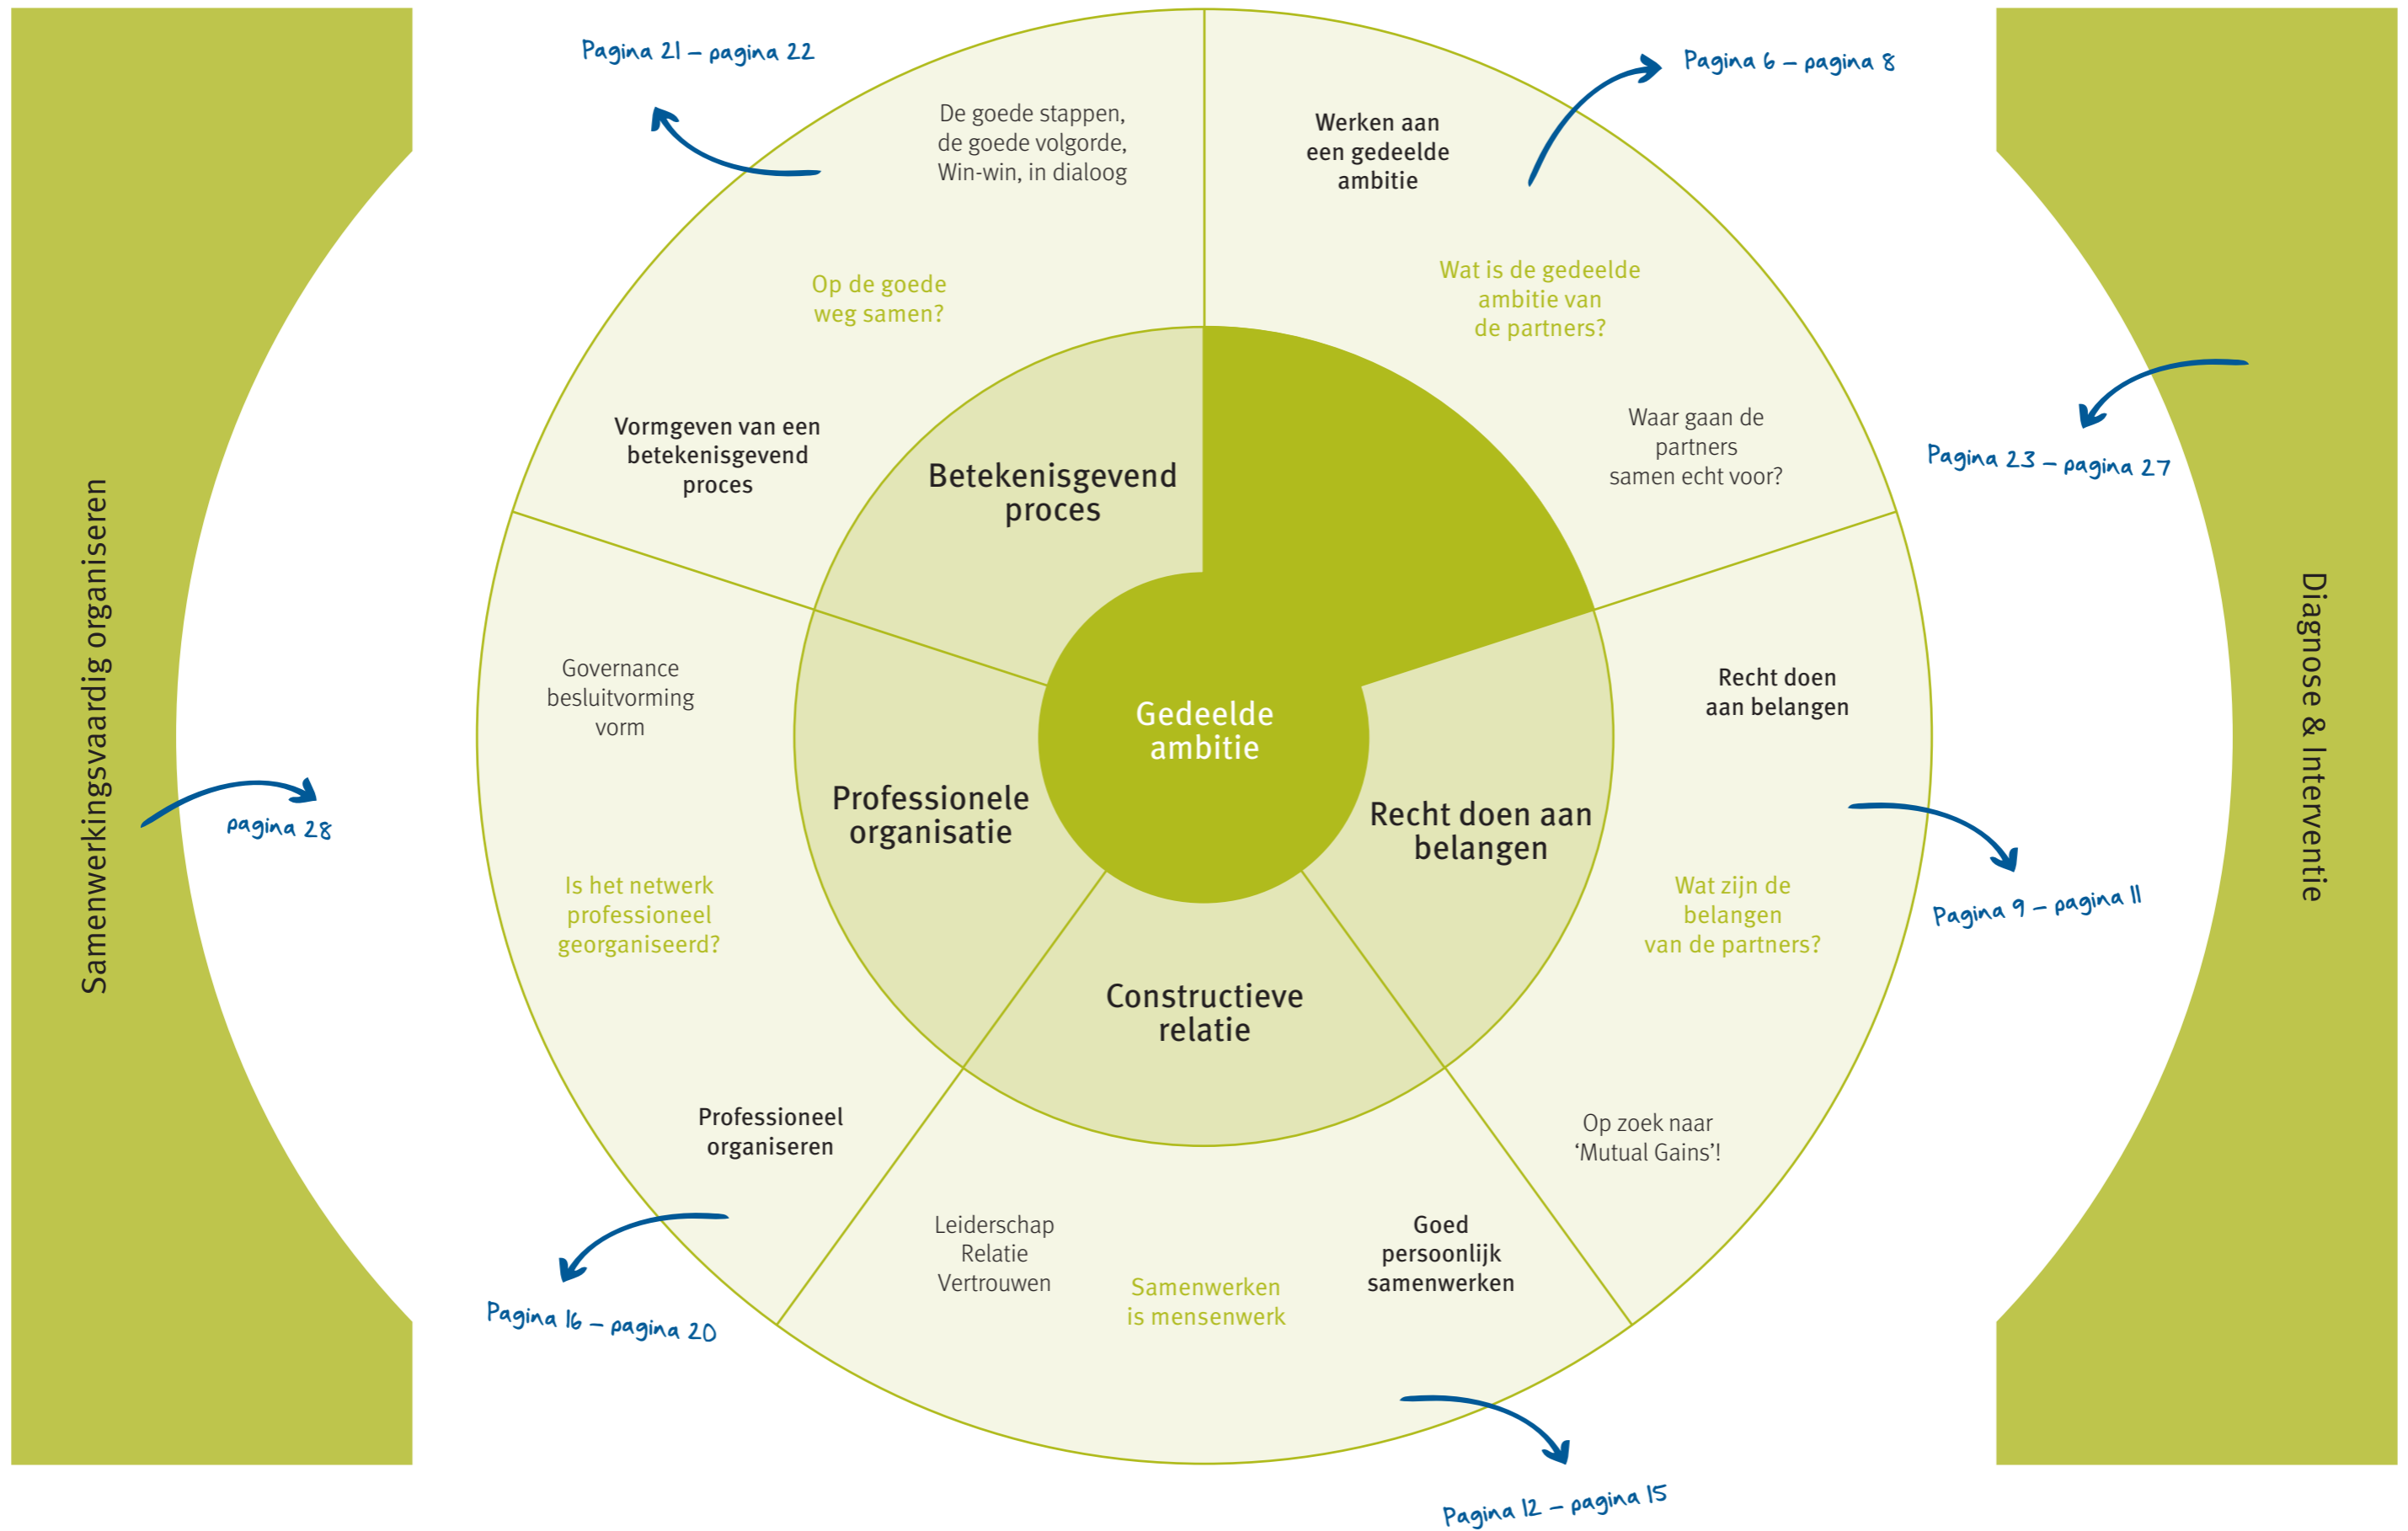 Samenwerkingsvaardig organiseren
pagina 28
Pagina 21 – pagina 22
De goede stappen,
de goede volgorde,
Win-win, in dialoog
Op de goede
weg samen?
Vormgeven van een
betekenisgevend
proces
Betekenisgevend
proces
Pagina 6 – pagina 8
Werken aan
een gedeelde
ambitie
Wat is de gedeelde
ambitie van
de partners?
Waar gaan de
partners
samen echt voor?
Gedeelde
ambitie
Recht doen
aan belangen
Wat zijn de
belangen
van de partners?
Op zoek naar
‘Mutual Gains’!
Recht doen aan
belangen
Pagina 9 – pagina 11
Constructieve
relatie
Goed
persoonlijk
samenwerken
Samenwerken
is mensenwerk
Leiderschap
Relatie
Vertrouwen
Pagina 12 – pagina 15
Professionele
organisatie
Governance
besluitvorming
vorm
Is het netwerk
professioneel
georganiseerd?
Professioneel
organiseren
Pagina 16 – pagina 20
Pagina 23 – pagina 27
Diagnose & Interventie